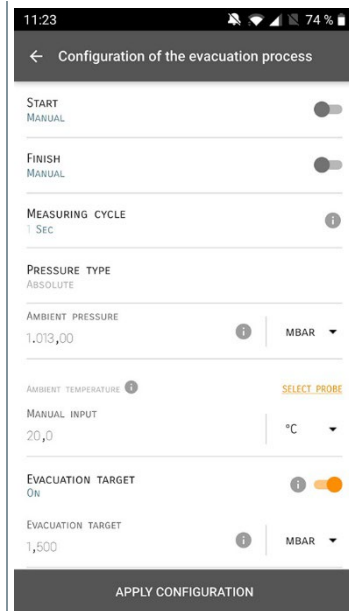 11:23
74 %
Configuration of the evacuation process
START
MANUAL
FINISH
MANUAL
MEASURING CYCLE
1 SEC
PRESSURE TYPE
ABSOLUTE
AMBIENT PRESSURE
1.013,00
MBAR
AMBIENT TEMPERATURE
SELECT PROBE
MANUAL INPUT
20,0
°C
EVACUATION TARGET
ON
EVACUATION TARGET
1,500
MBAR
APPLY CONFIGURATION